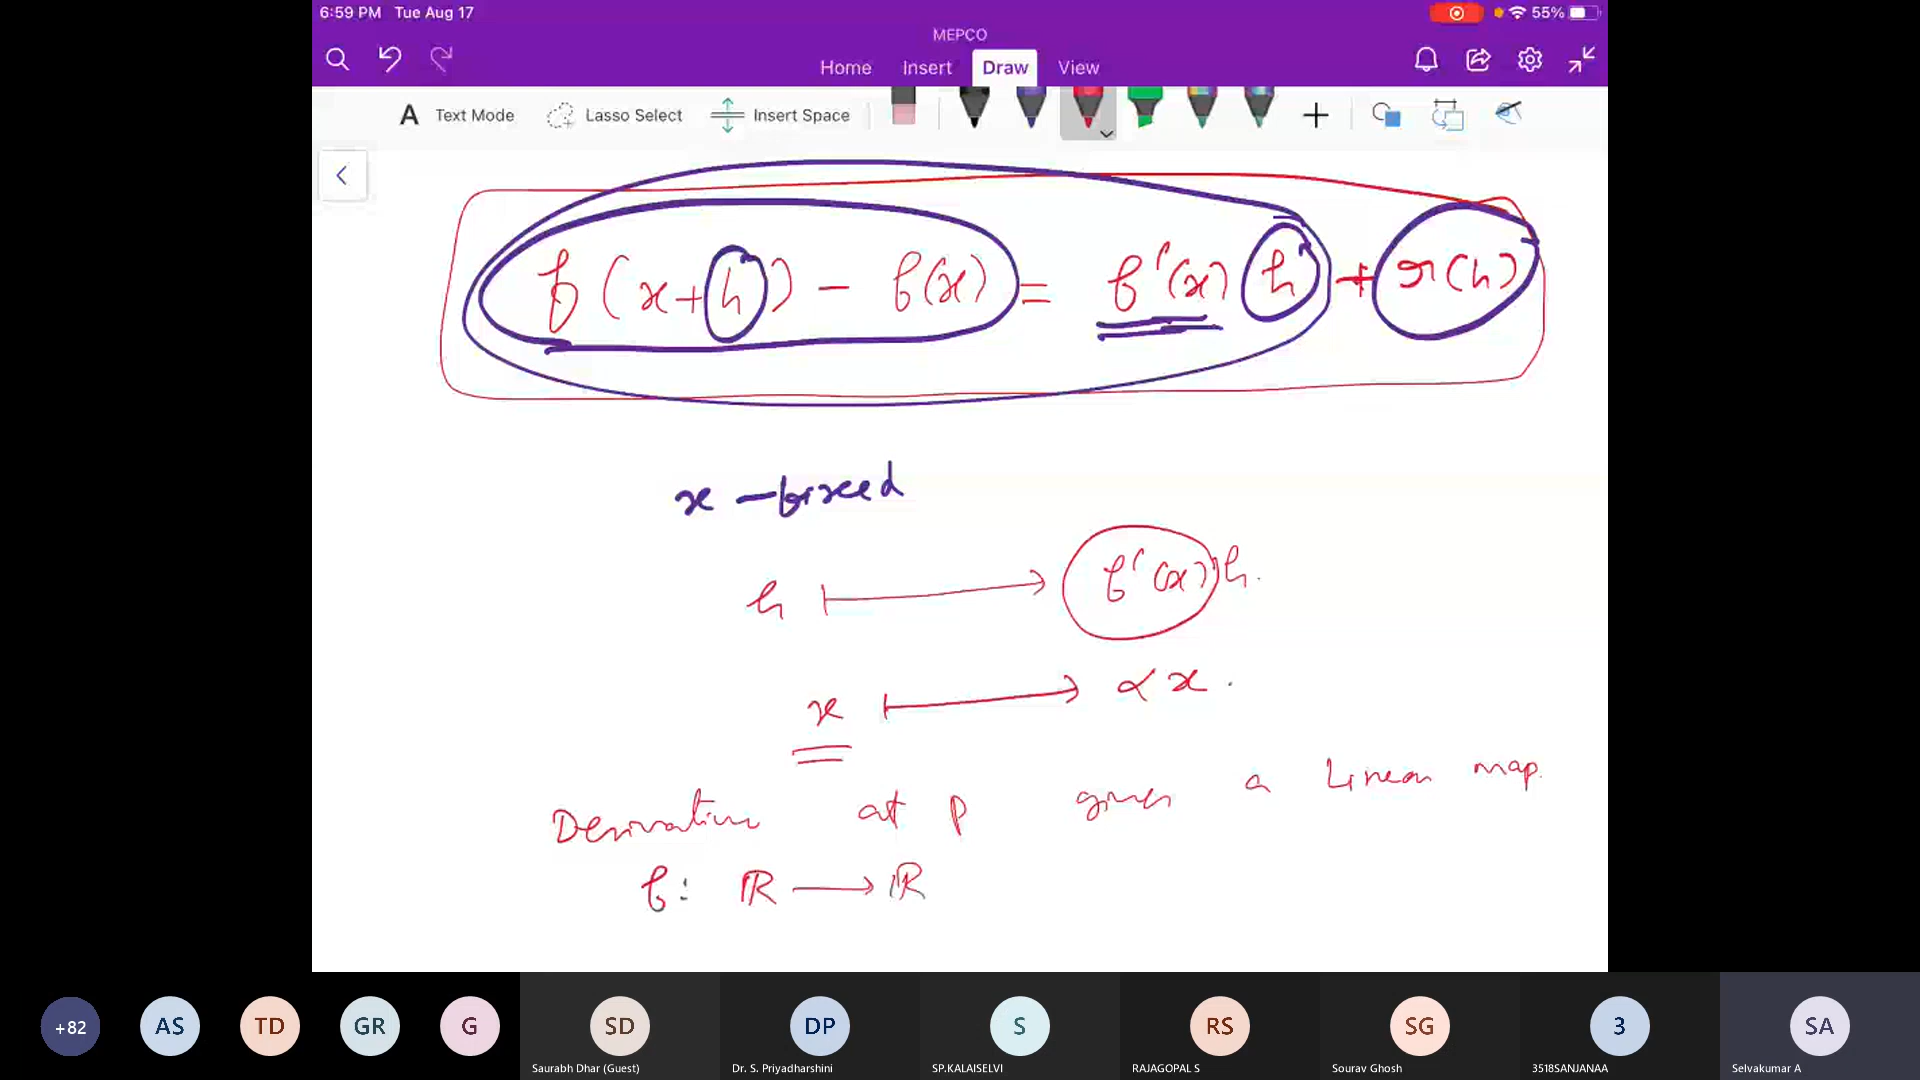 6:59 PM Tue Aug 17
55%
MEPCO
Home Insert Draw View
A Text Mode Lasso Select Insert Space
f(x+h) - f(x) = f'(x) h + r(h)
x - fixed
h ⟼ f'(x) h.
x ⟼ αx.
Derivative at p gives a Linear map.
f: ℝ → ℝ
+82 AS TD GR G SD DP S RS SG 3 SA
Saurabh Dhar (Guest) Dr. S. Priyadharshini SP.KALAISELVI RAJAGOPAL S Sourav Ghosh 3518SANJANAA Selvakumar A